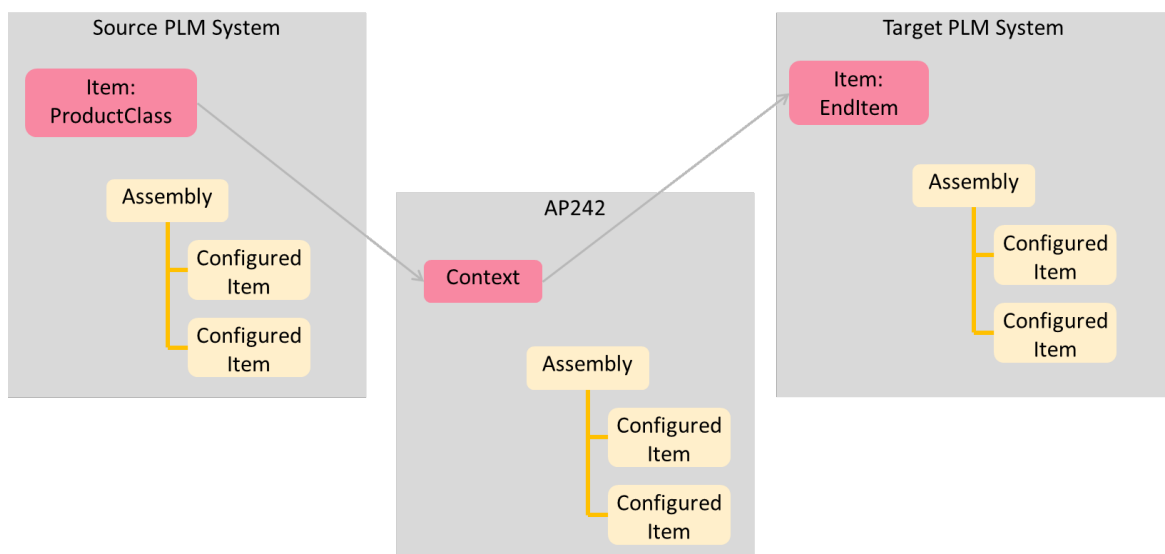 Source PLM System
Item:
ProductClass
Assembly
Configured
Item
Configured
Item
AP242
Context
Assembly
Configured
Item
Configured
Item
Target PLM System
Item:
EndItem
Assembly
Configured
Item
Configured
Item